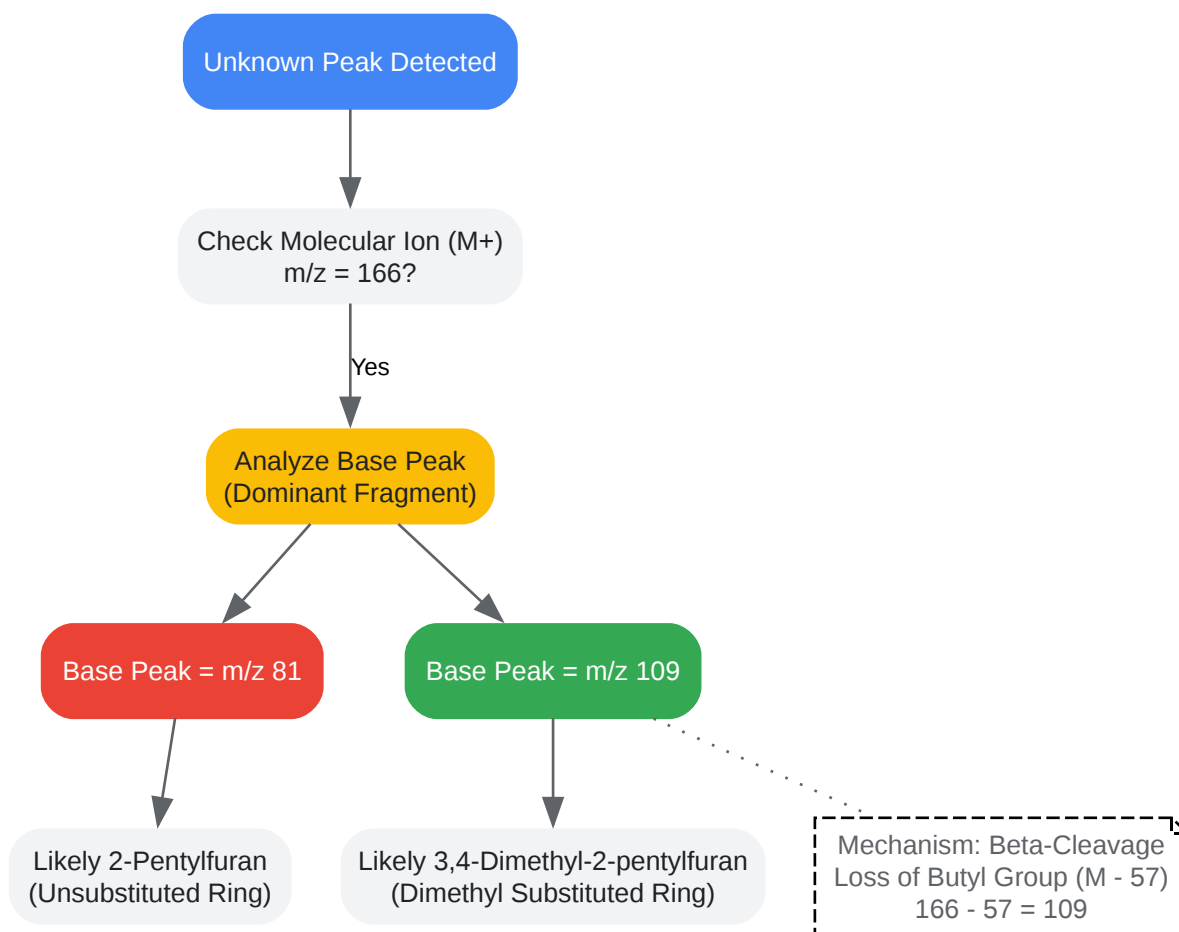 Unknown Peak Detected
Check Molecular Ion (M+)
m/z = 166?
Yes
Analyze Base Peak
(Dominant Fragment)
Base Peak = m/z 81
Base Peak = m/z 109
Likely 2-Pentylfuran
(Unsubstituted Ring)
Likely 3,4-Dimethyl-2-pentylfuran
(Dimethyl Substituted Ring)
Mechanism: Beta-Cleavage
Loss of Butyl Group (M - 57)
166 - 57 = 109